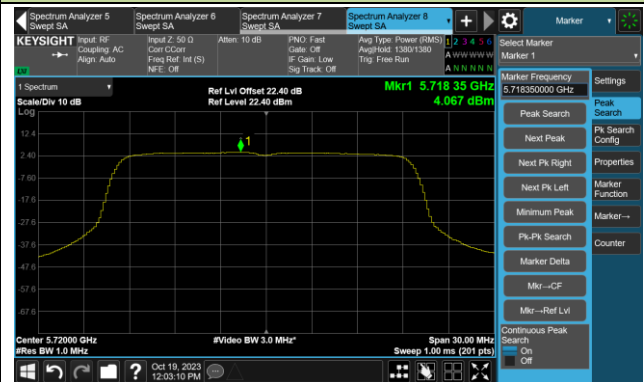 Spectrum Analyzer 5
Swept SA
Spectrum Analyzer 6
Swept SA
Spectrum Analyzer 7
Swept SA
Spectrum Analyzer 8
Swept SA
Marker
KEYSIGHT
Input: RF
Coupling: AC
Align: Auto
Input Z: 50 Ω
Corr CCorr
Freq Ref: Int (S)
NFE: Off
Atten: 10 dB
PNO: Fast
Gate: Off
IF Gain: Low
Sig Track: Off
Avg Type: Power (RMS)
Avg|Hold: 1380/1380
Trig: Free Run
1 2 3 4 5 6
A W W W W W
A N N N N N
LXI
Select Marker
Marker 1
1 Spectrum
Scale/Div 10 dB
Log
Ref Lvl Offset 22.40 dB
Ref Level 22.40 dBm
Mkr1 5.718 35 GHz
4.067 dBm
1
12.4
2.40
-7.60
-17.6
-27.6
-37.6
-47.6
-57.6
-67.6
Center 5.72000 GHz
#Res BW 1.0 MHz
#Video BW 3.0 MHz*
Span 30.00 MHz
Sweep 1.00 ms (201 pts)
Marker Frequency
5.718350000 GHz
Peak Search
Next Peak
Next Pk Right
Next Pk Left
Minimum Peak
Pk-Pk Search
Marker Delta
Mkr→CF
Mkr→Ref Lvl
Continuous Peak
Search
On
Off
Settings
Peak
Search
Pk Search
Config
Properties
Marker
Function
Marker→
Counter
Oct 19, 2023
12:03:10 PM